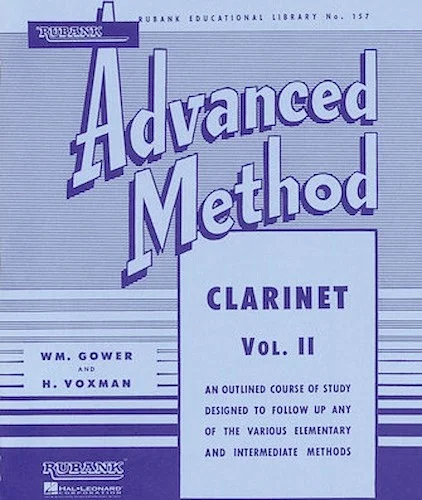 RUBANK EDUCATIONAL LIBRARY No. 157
RUBANK
Advanced
Method
CLARINET
VOL. II
WM. GOWER
AND
H. VOXMAN
AN OUTLINED COURSE OF STUDY
DESIGNED TO FOLLOW UP ANY
OF THE VARIOUS ELEMENTARY
AND INTERMEDIATE METHODS
RUBANK
HAL•LEONARD
CORPORATION